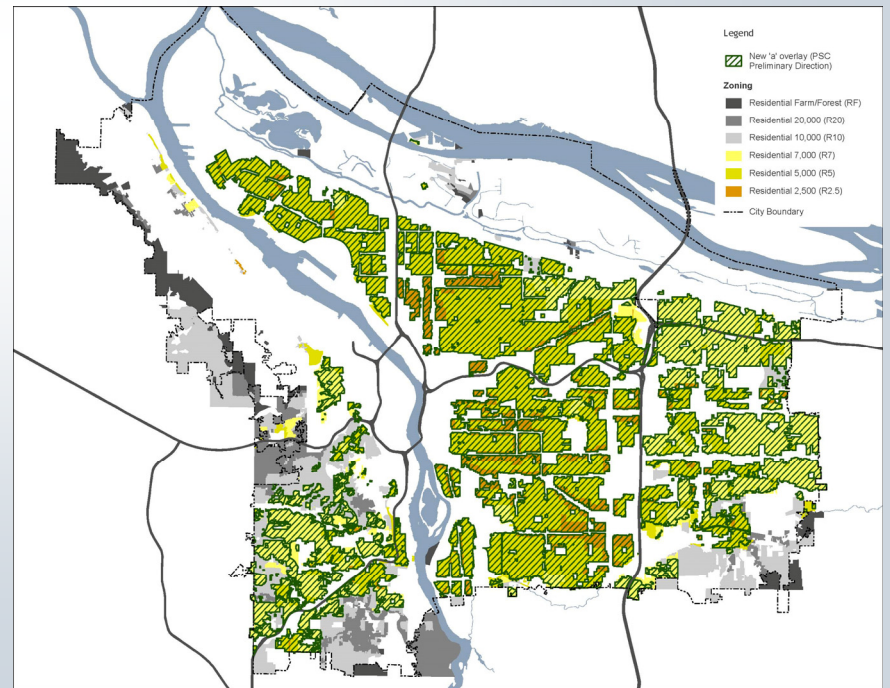 Legend
New 'a' overlay (PSC
Preliminary Direction)
Zoning
Residential Farm/Forest (RF)
Residential 20,000 (R20)
Residential 10,000 (R10)
Residential 7,000 (R7)
Residential 5,000 (R5)
Residential 2,500 (R2.5)
City Boundary